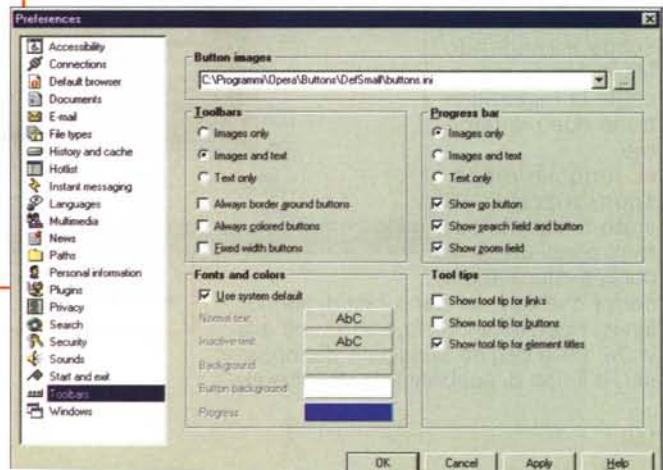 Preferences
Accessibility
Connections
Default browser
Documents
E-mail
File types
History and cache
Hotlist
Instant messaging
Languages
Multimedia
News
Paths
Personal information
Plugins
Privacy
Search
Security
Sounds
Start and exit
Toolbars
Windows
Button images
C:\Programmi\Opera\Buttons\DefSmall\buttons.ini
...
Toolbars
Images only
Images and text
Text only
Always border ground buttons
Always colored buttons
Fixed width buttons
Progress bar
Images only
Images and text
Text only
Show go button
Show search field and button
Show zoom field
Fonts and colors
Use system default
Normal text
AbC
Inactive text
AbC
Background
Button background
Progress
Tool tips
Show tool tip for links
Show tool tip for buttons
Show tool tip for element titles
OK
Cancel
Apply
Help